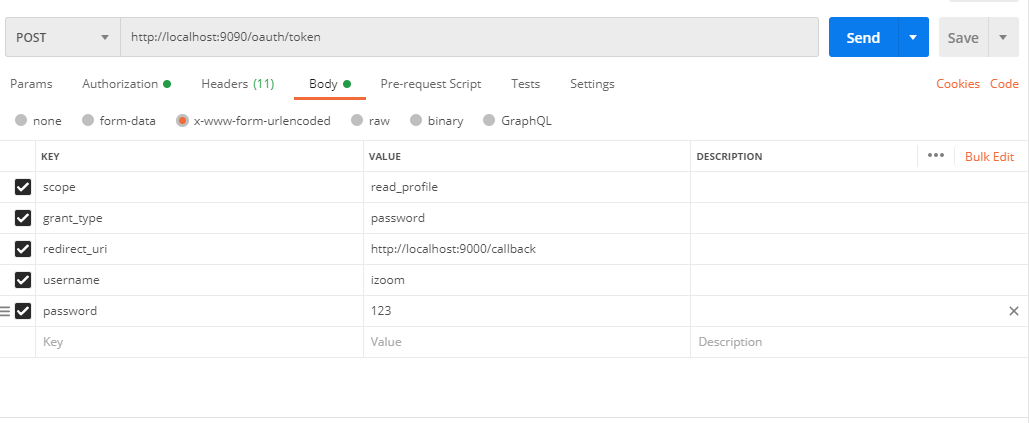 POST http://localhost:9090/oauth/token Send Save
Params Authorization Headers (11) Body Pre-request Script Tests Settings Cookies Code
none form-data x-www-form-urlencoded raw binary GraphQL
KEY VALUE DESCRIPTION ••• Bulk Edit
scope read_profile
grant_type password
redirect_uri http://localhost:9000/callback
username izoom
password 123
Key Value Description